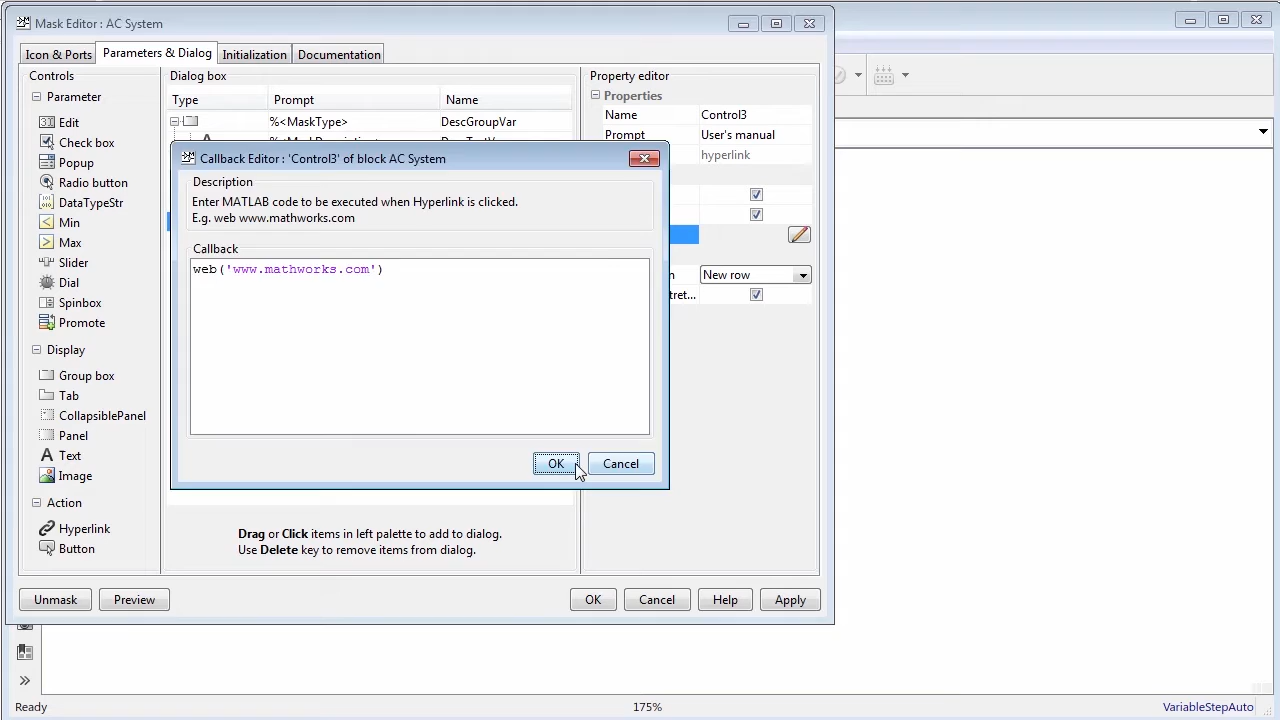 Mask Editor : AC System
Icon & Ports
Parameters & Dialog
Initialization
Documentation
Controls
Parameter
Edit
Check box
Popup
Radio button
DataTypeStr
Min
Max
Slider
Dial
Spinbox
Promote
Display
Group box
Tab
CollapsiblePanel
Panel
Text
Image
Action
Hyperlink
Button
Dialog box
Type Prompt Name
%<MaskType> DescGroupVar
Callback Editor : 'Control3' of block AC System
Description
Enter MATLAB code to be executed when Hyperlink is clicked.
E.g. web www.mathworks.com
Callback
web('www.mathworks.com')
OK
Cancel
Drag or Click items in left palette to add to dialog.
Use Delete key to remove items from dialog.
Property editor
Properties
Name Control3
Prompt User's manual
hyperlink
New row
Unmask
Preview
OK
Cancel
Help
Apply
Ready
175%
VariableStepAuto